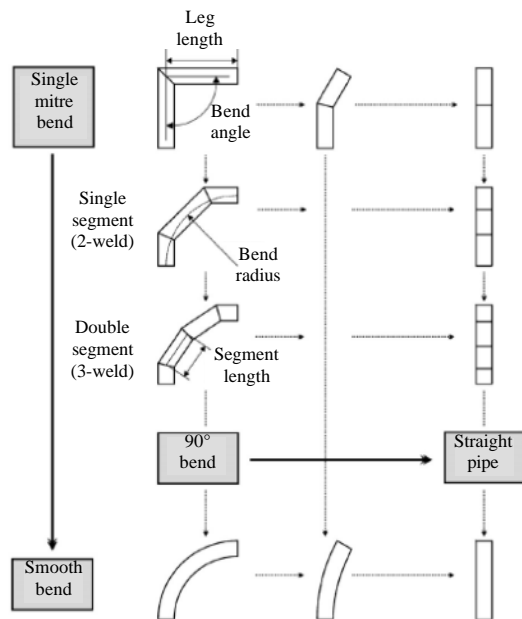 Leg
length
Single
mitre
bend
Bend
angle
Single
segment
(2-weld)
Bend
radius
Double
segment
(3-weld)
Segment
length
90°
bend
Straight
pipe
Smooth
bend